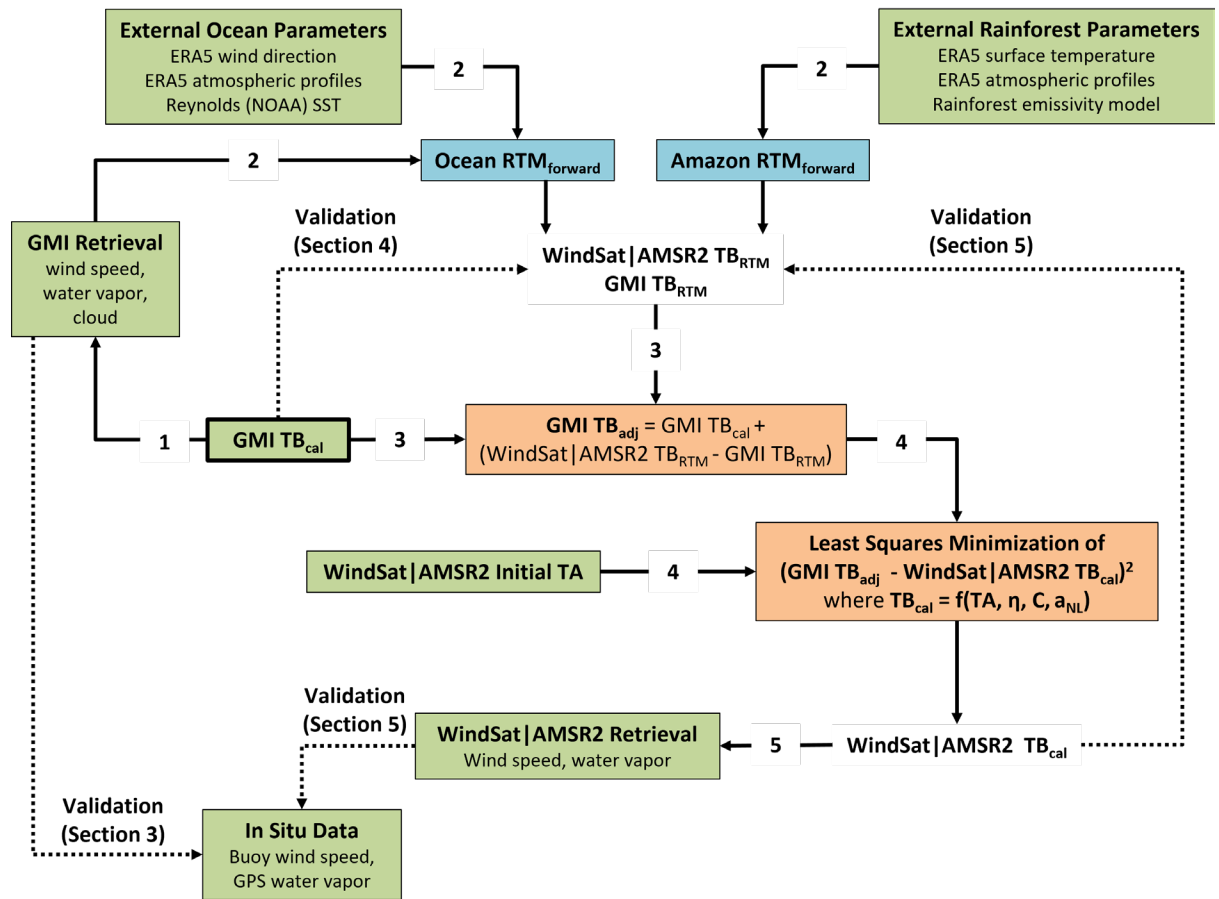 External Ocean Parameters
ERA5 wind direction
ERA5 atmospheric profiles
Reynolds (NOAA) SST
External Rainforest Parameters
ERA5 surface temperature
ERA5 atmospheric profiles
Rainforest emissivity model
2
2
2
Ocean RTMforward
Amazon RTMforward
Validation
(Section 4)
Validation
(Section 5)
GMI Retrieval
wind speed,
water vapor,
cloud
WindSat|AMSR2 TBRTM
GMI TBRTM
3
1
GMI TBcal
3
GMI TBadj = GMI TBcal +
(WindSat|AMSR2 TBRTM - GMI TBRTM)
4
WindSat|AMSR2 Initial TA
4
Least Squares Minimization of
(GMI TBadj - WindSat|AMSR2 TBcal)²
where TBcal = f(TA, η, C, aNL)
Validation
(Section 5)
WindSat|AMSR2 Retrieval
Wind speed, water vapor
5
WindSat|AMSR2 TBcal
Validation
(Section 3)
In Situ Data
Buoy wind speed,
GPS water vapor